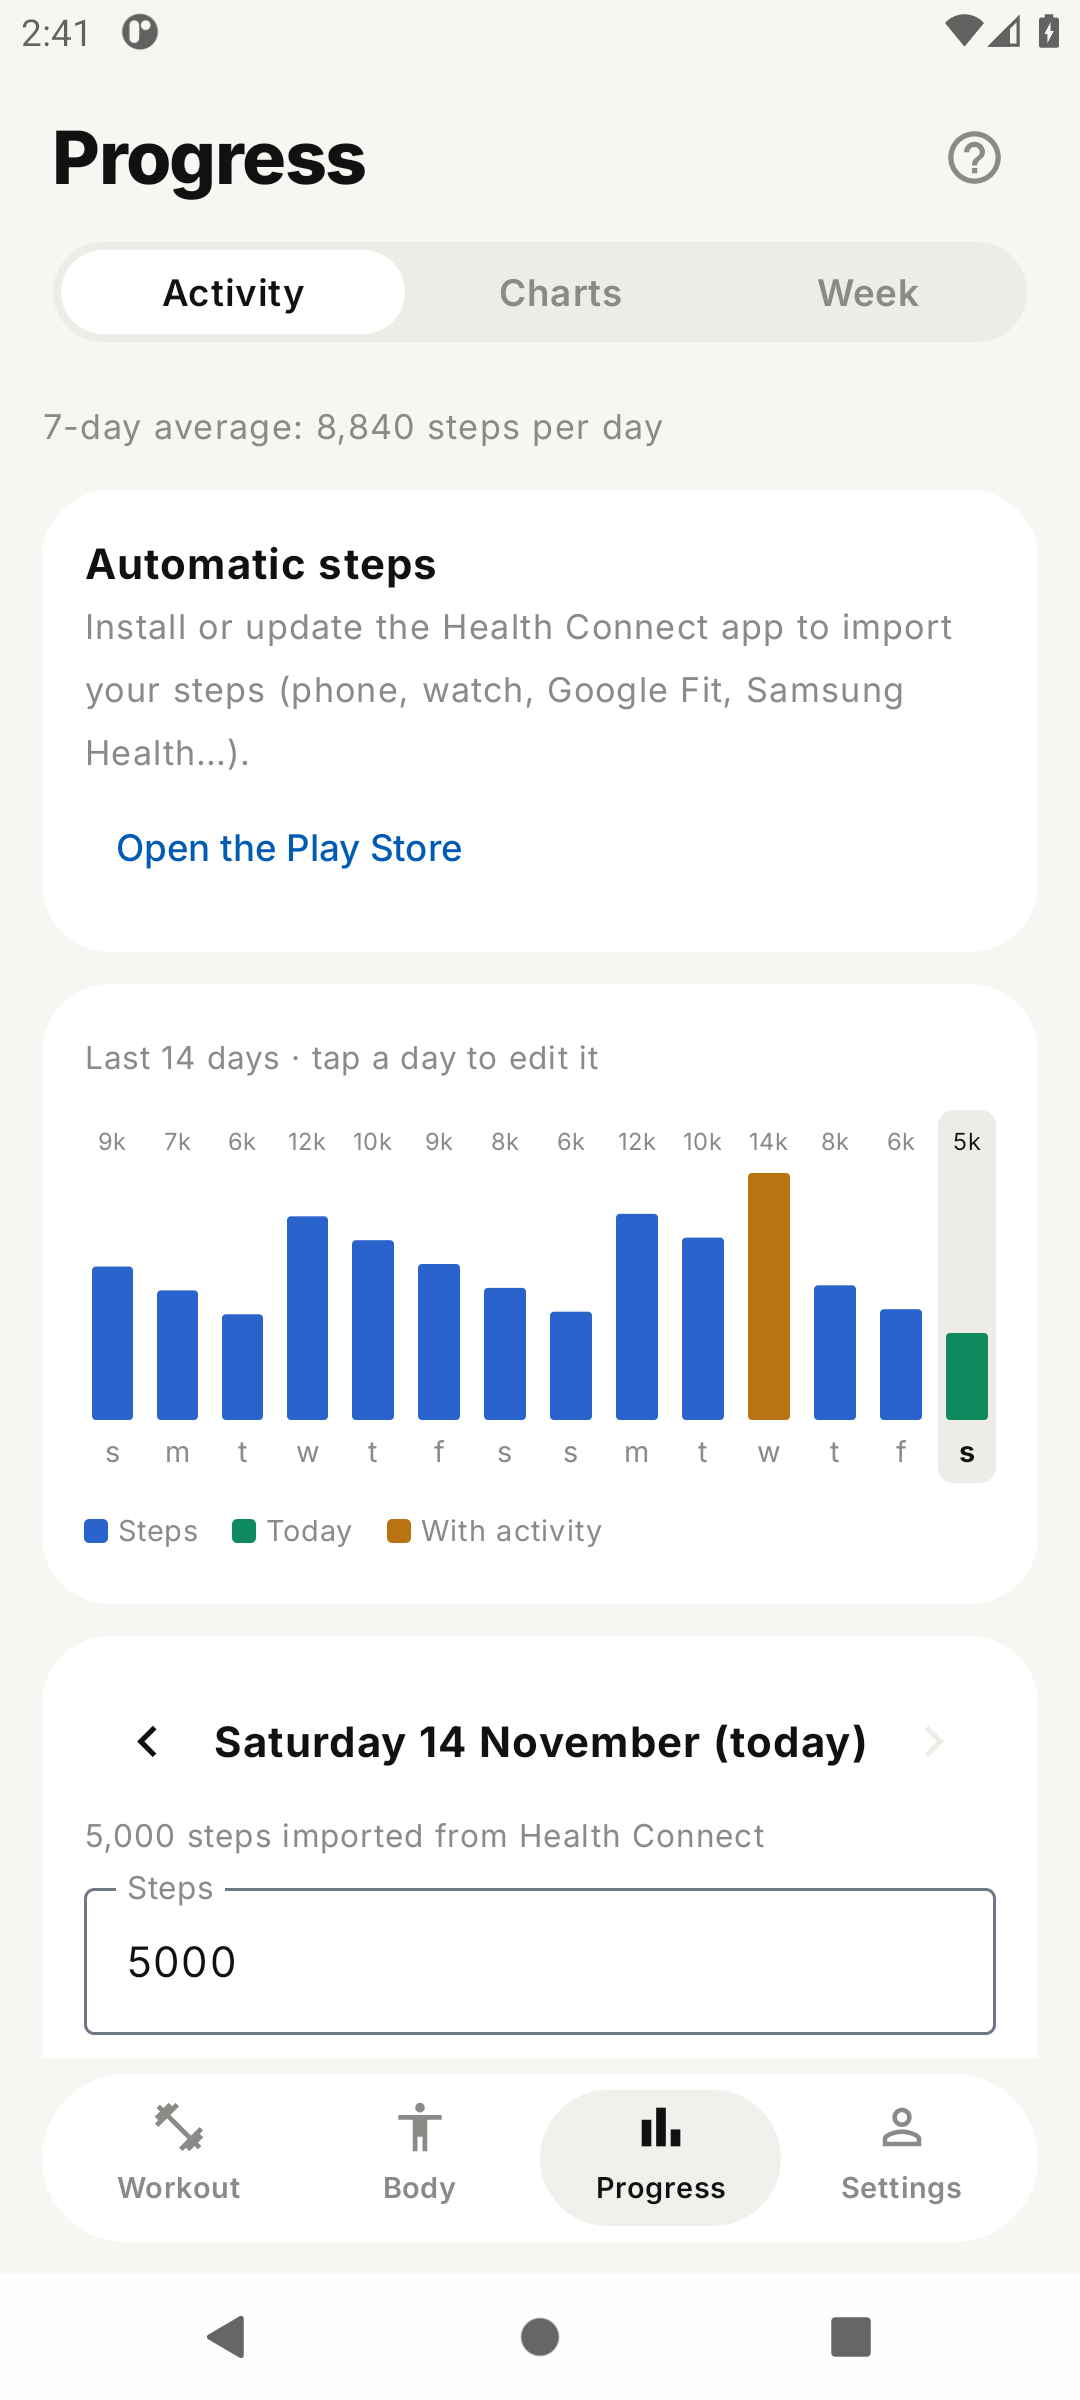 2:41
Progress
Activity Charts Week
7-day average: 8,840 steps per day
Automatic steps
Install or update the Health Connect app to import
your steps (phone, watch, Google Fit, Samsung
Health...).
Open the Play Store
Last 14 days · tap a day to edit it
9k 7k 6k 12k 10k 9k 8k 6k 12k 10k 14k 8k 6k 5k
s m t w t f s s m t w t f s
Steps Today With activity
Saturday 14 November (today)
5,000 steps imported from Health Connect
Steps
5000
Workout Body Progress Settings